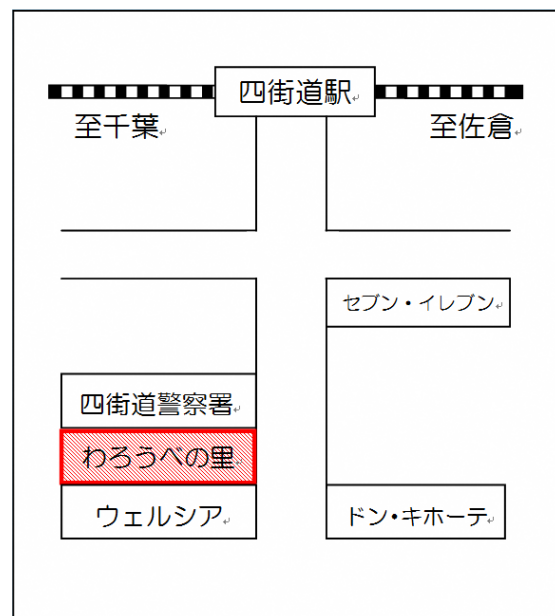 四街道駅
至千葉
至佐倉
セブン・イレブン
四街道警察署
わろうべの里
ウェルシア
ドン・キホーテ